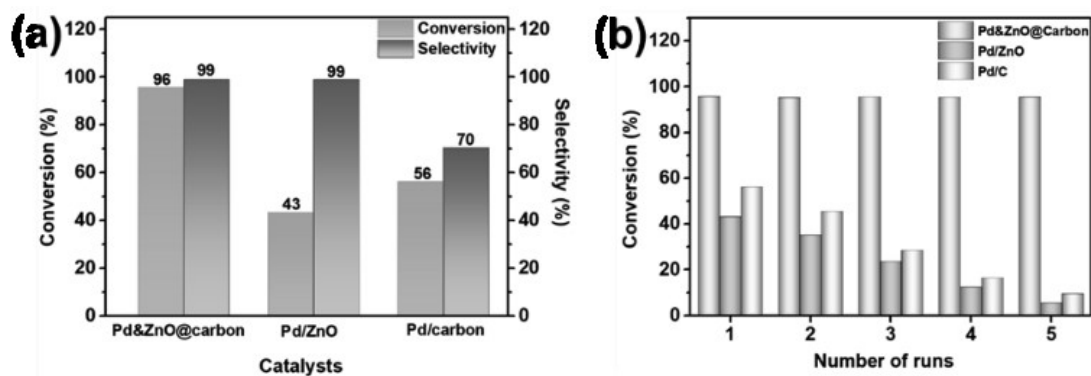 (a)
Conversion
Selectivity
120
100
80
60
40
20
0
Conversion (%)
120
100
80
60
40
20
0
Selectivity (%)
96
99
43
99
56
70
Pd&ZnO@carbon
Pd/ZnO
Pd/carbon
Catalysts
(b)
Pd&ZnO@Carbon
Pd/ZnO
Pd/C
120
100
80
60
40
20
0
Conversion (%)
1
2
3
4
5
Number of runs